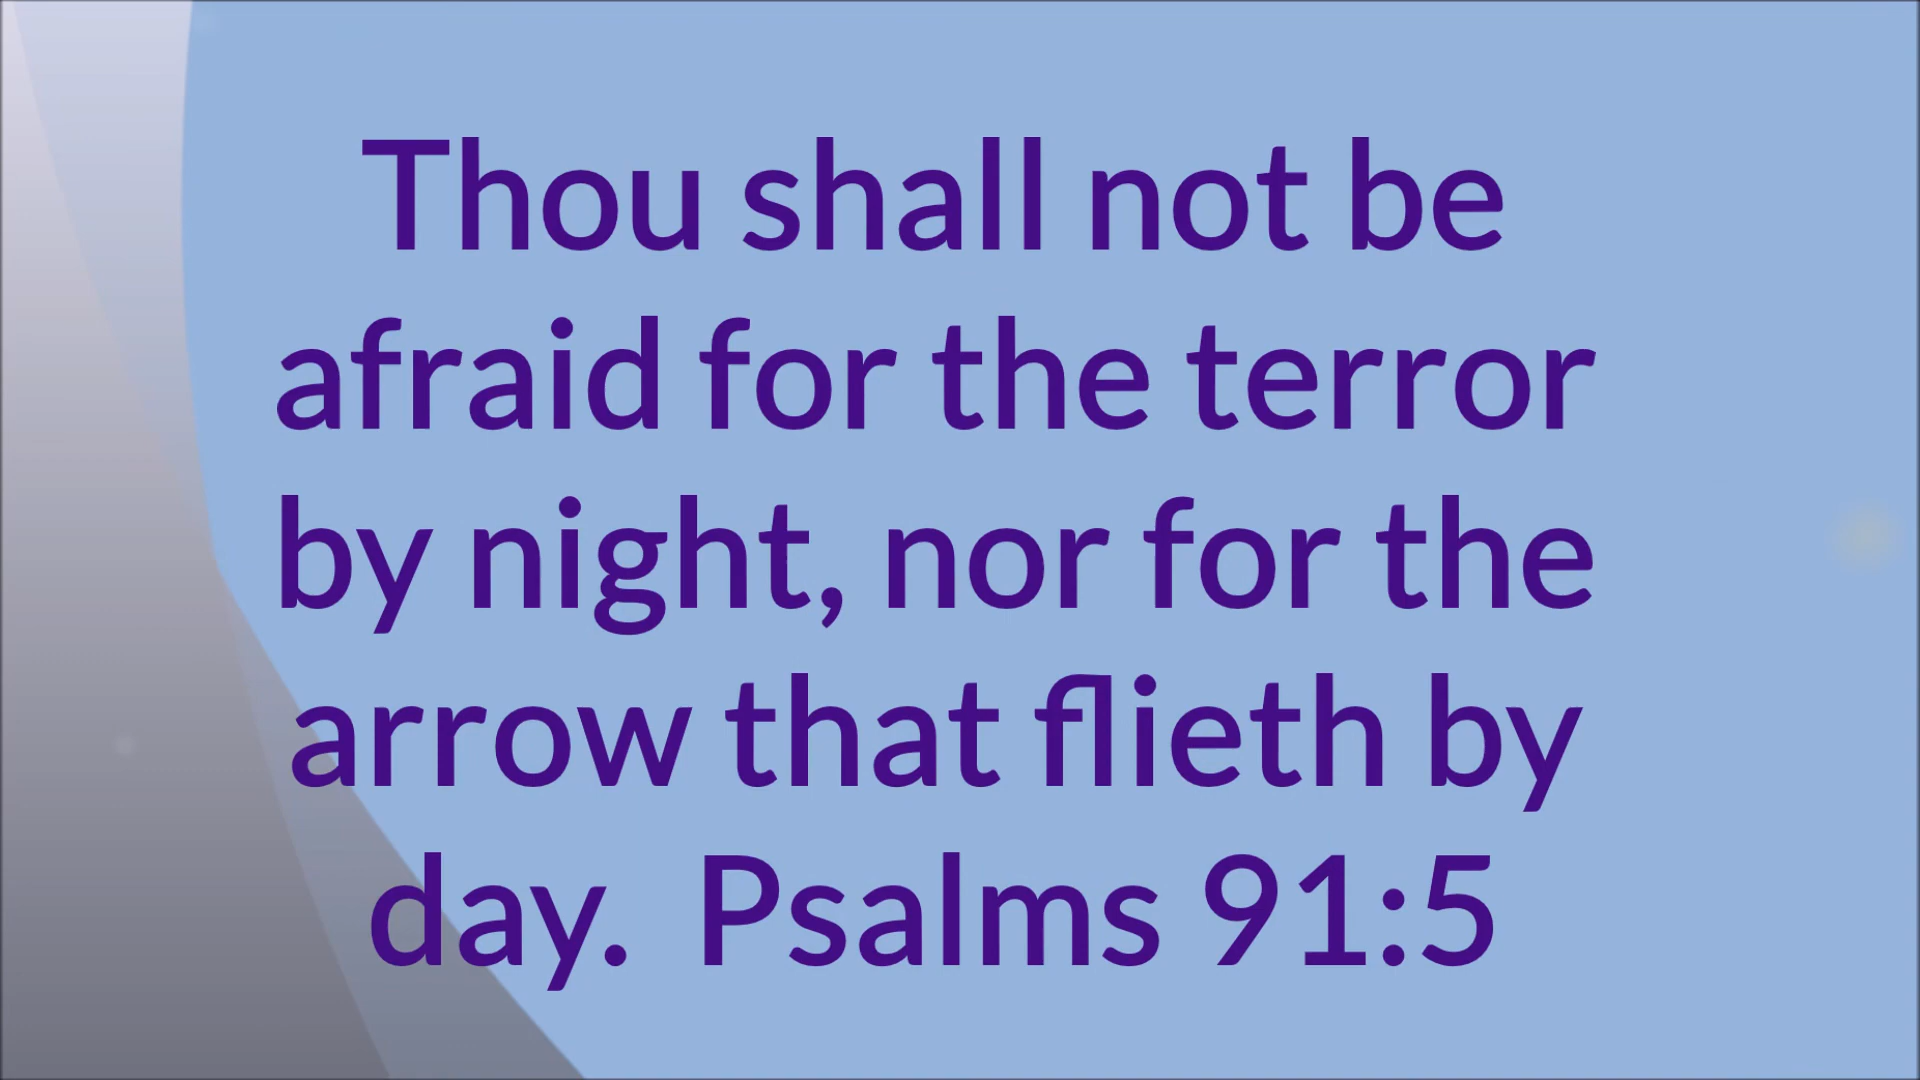 Thou shall not be
afraid for the terror
by night, nor for the
arrow that flieth by
day.  Psalms 91:5